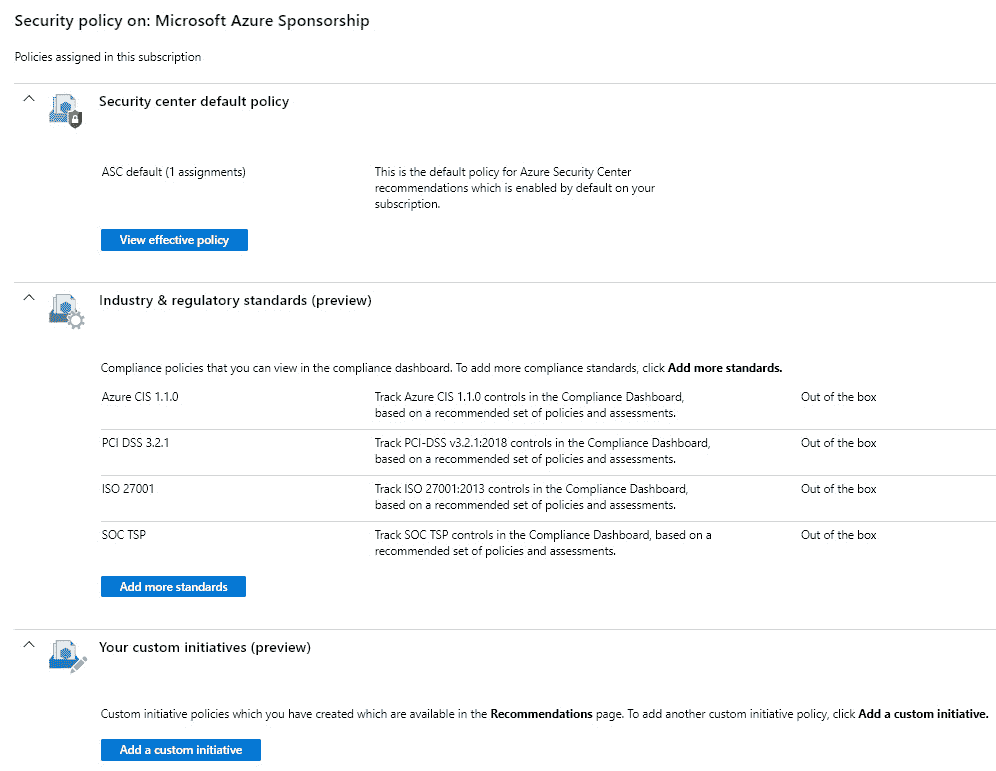 Security policy on: Microsoft Azure Sponsorship
Policies assigned in this subscription
Security center default policy
ASC default (1 assignments)
This is the default policy for Azure Security Center
recommendations which is enabled by default on your
subscription.
View effective policy
Industry & regulatory standards (preview)
Compliance policies that you can view in the compliance dashboard. To add more compliance standards, click Add more standards.
Azure CIS 1.1.0
Track Azure CIS 1.1.0 controls in the Compliance Dashboard,
based on a recommended set of policies and assessments.
Out of the box
PCI DSS 3.2.1
Track PCI-DSS v3.2.1:2018 controls in the Compliance Dashboard,
based on a recommended set of policies and assessments.
Out of the box
ISO 27001
Track ISO 27001:2013 controls in the Compliance Dashboard,
based on a recommended set of policies and assessments.
Out of the box
SOC TSP
Track SOC TSP controls in the Compliance Dashboard, based on a
recommended set of policies and assessments.
Out of the box
Add more standards
Your custom initiatives (preview)
Custom initiative policies which you have created which are available in the Recommendations page. To add another custom initiative policy, click Add a custom initiative.
Add a custom initiative